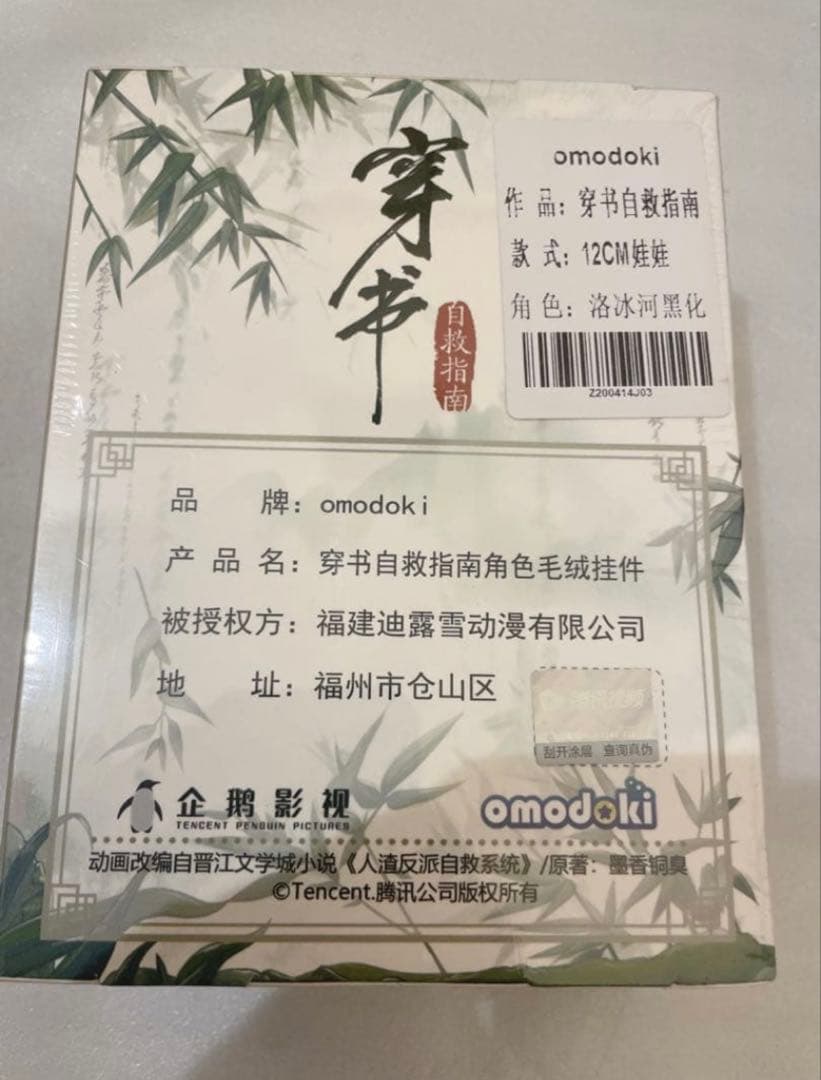 穿书
自救指南
omodoki
作 品：穿书自救指南
款 式：12CM娃娃
角 色：洛冰河黑化
Z200414J03
品 牌：omodoki
产 品 名：穿书自救指南角色毛绒挂件
被授权方：福建迪露雪动漫有限公司
地 址：福州市仓山区
刮开涂层 查询真伪
企鹅影视
TENCENT PENGUIN PICTURES
omodoki
动画改编自晋江文学城小说《人渣反派自救系统》/原著：墨香铜臭
©Tencent.腾讯公司版权所有